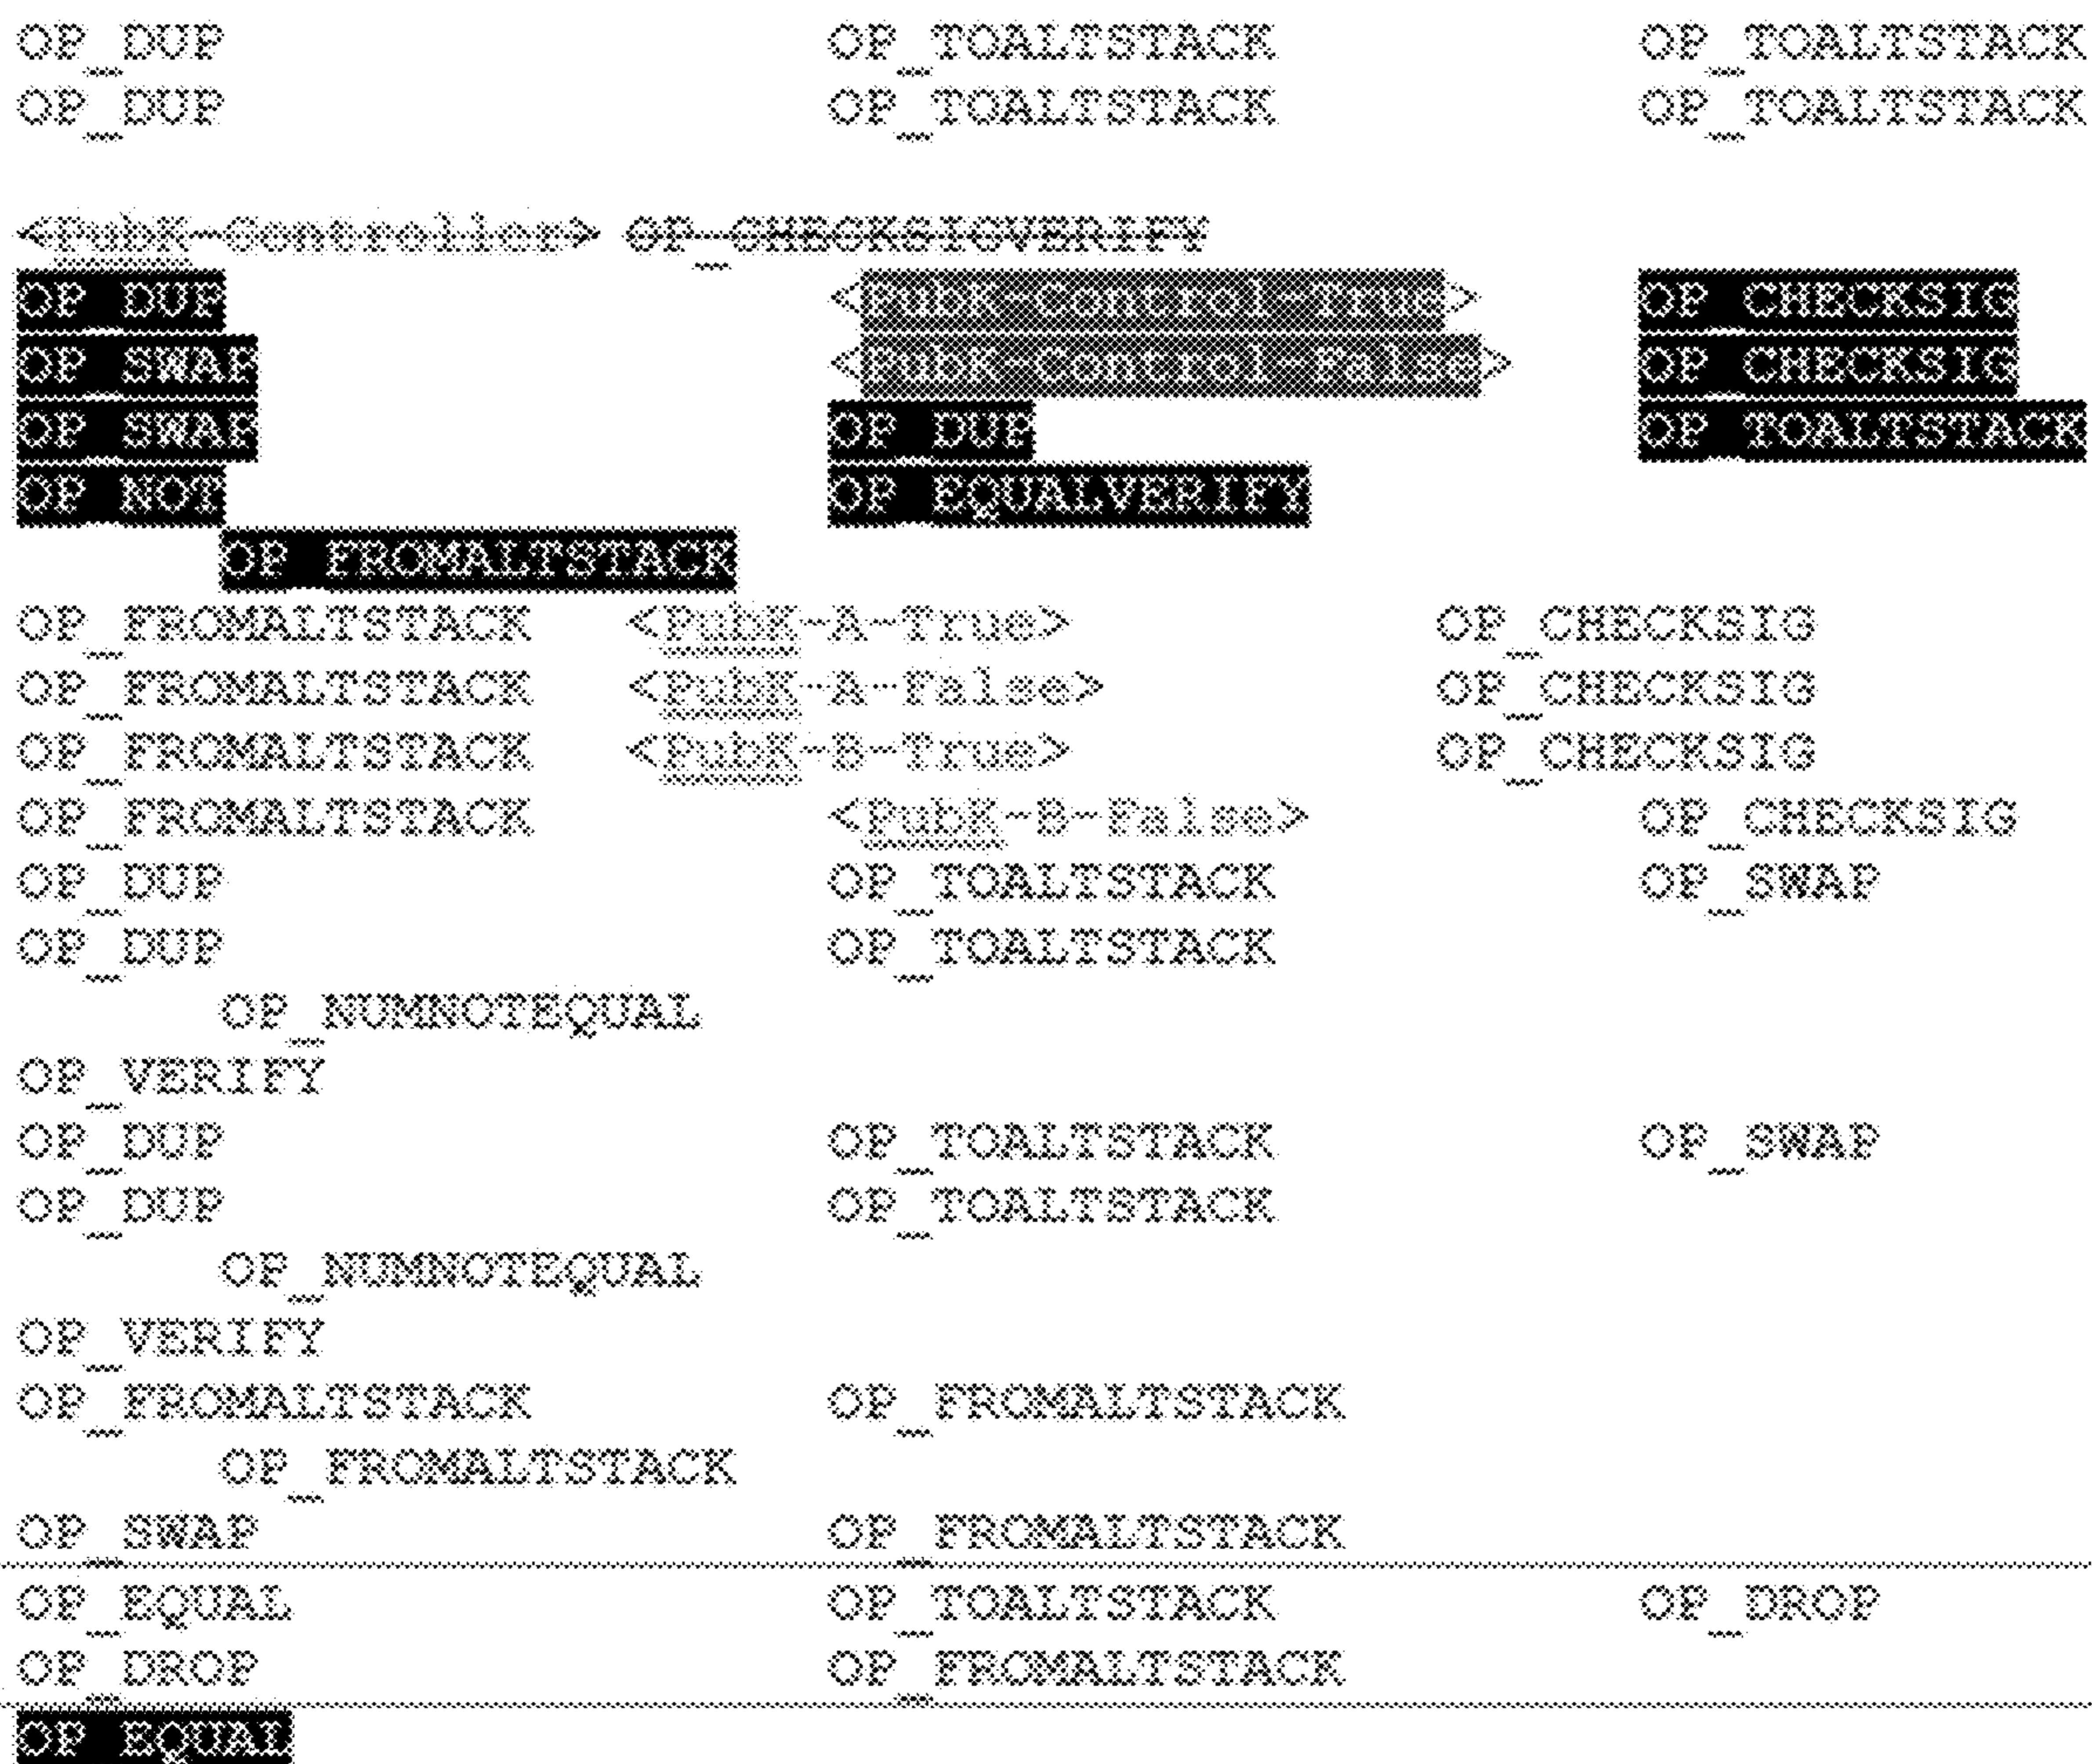 OP_DUP OP_TOALTSTACK OP_TOALTSTACK
OP_DUP OP_TOALTSTACK OP_TOALTSTACK
<PubK-Controller> OP_CHECKSIGVERIFY
OP_DUP <PubK-Control-True> OP_CHECKSIG
OP_SWAP <PubK-Control-False> OP_CHECKSIG
OP_SWAP OP_DUP OP_TOALTSTACK
OP_NOT OP_EQUALVERIFY
OP_FROMALTSTACK
OP_FROMALTSTACK <PubK-A-True> OP_CHECKSIG
OP_FROMALTSTACK <PubK-A-False> OP_CHECKSIG
OP_FROMALTSTACK <PubK-B-True> OP_CHECKSIG
OP_FROMALTSTACK <PubK-B-False> OP_CHECKSIG
OP_DUP OP_TOALTSTACK OP_SWAP
OP_DUP OP_TOALTSTACK
OP_NUMNOTEQUAL
OP_VERIFY
OP_DUP OP_TOALTSTACK OP_SWAP
OP_DUP OP_TOALTSTACK
OP_NUMNOTEQUAL
OP_VERIFY
OP_FROMALTSTACK OP_FROMALTSTACK
OP_FROMALTSTACK
OP_SWAP OP_FROMALTSTACK
OP_EQUAL OP_TOALTSTACK OP_DROP
OP_DROP OP_FROMALTSTACK
OP_EQUAL